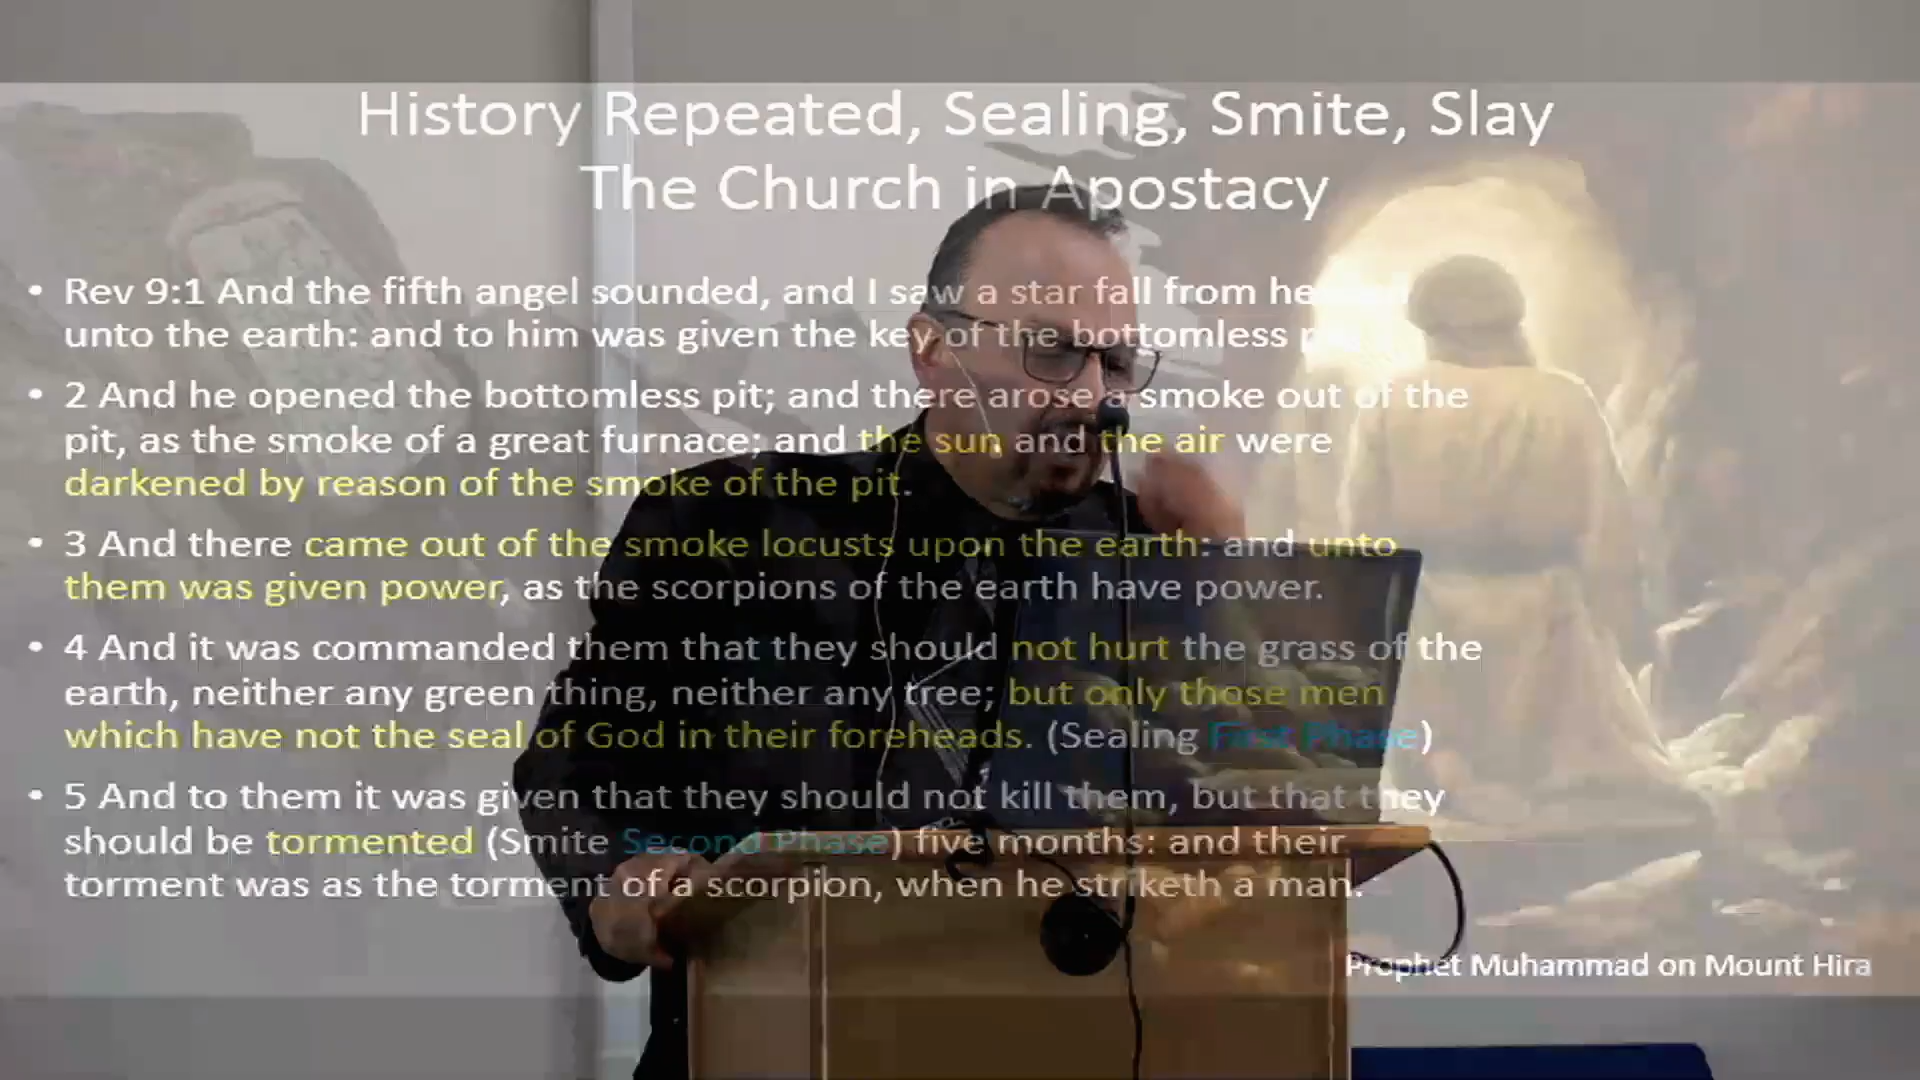 History Repeated, Sealing, Smite, Slay
The Church in Apostacy
• Rev 9:1 And the fifth angel sounded, and I saw a star fall from
unto the earth: and to him was given the key of the bottomless
• 2 And he opened the bottomless pit; and there arose a smoke out of the
pit, as the smoke of a great furnace; and the sun and the air were
darkened by reason of the smoke of the pit.
• 3 And there came out of the smoke locusts upon the earth: and unto
them was given power, as the scorpions of the earth have power.
• 4 And it was commanded them that they should not hurt the grass of the
earth, neither any green thing, neither any tree; but only those men
which have not the seal of God in their foreheads. (Sealing First Phase)
• 5 And to them it was given that they should not kill them, but that they
should be tormented (Smite Second Phase) five months: and their
torment was as the torment of a scorpion, when he striketh a man.
Prophet Muhammad on Mount Hira